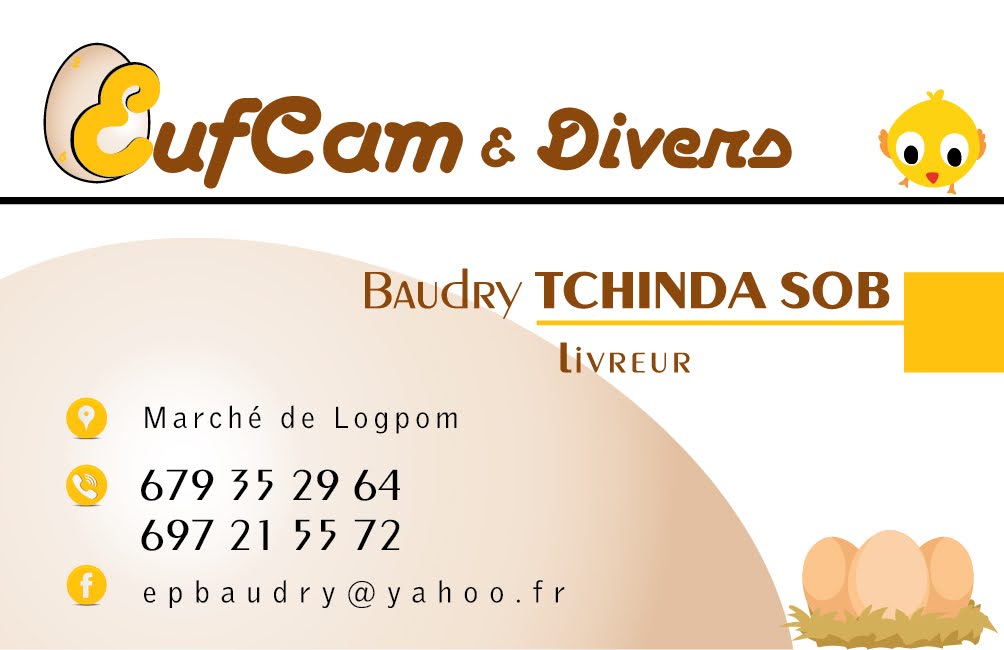 EufCam & Divers
Baudry TCHINDA SOB
Livreur
Marché de Logpom
679 35 29 64
697 21 55 72
f
epbaudry@yahoo.fr